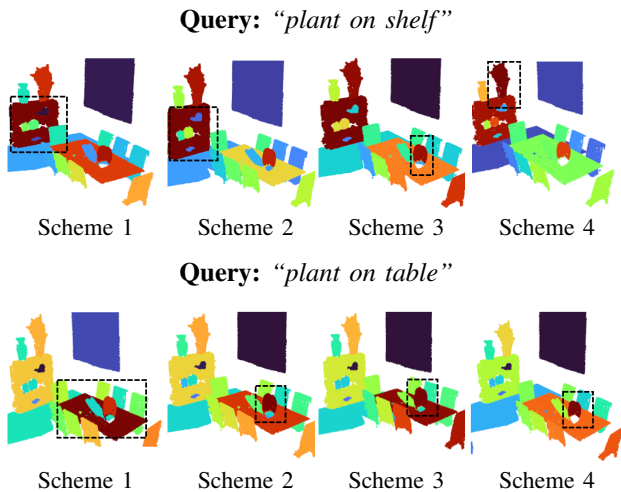 Query: “plant on shelf”
Scheme 1 Scheme 2 Scheme 3 Scheme 4
Query: “plant on table”
Scheme 1 Scheme 2 Scheme 3 Scheme 4